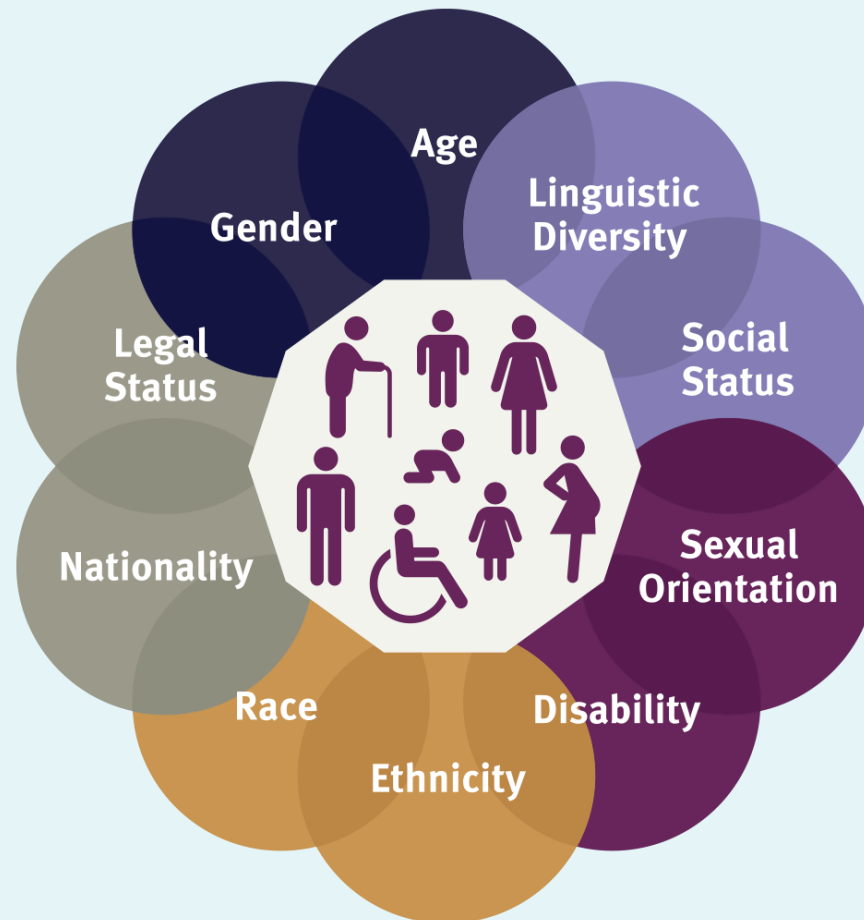 Age
Linguistic
Diversity
Social
Status
Sexual
Orientation
Disability
Ethnicity
Race
Nationality
Legal
Status
Gender